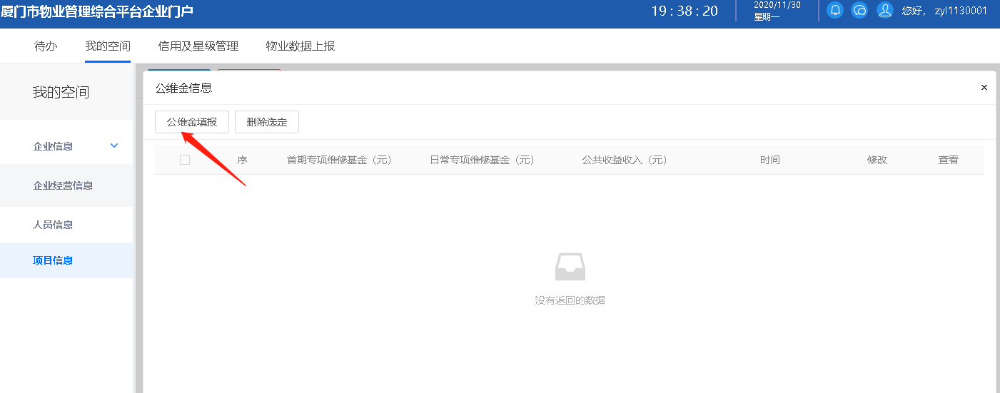 厦门市物业管理综合平台企业门户
19:38:20
2020/11/30
星期一
您好， zyl1130001
待办 我的空间 信用及星级管理 物业数据上报
我的空间
企业信息
企业经营信息
人员信息
项目信息
公维金信息
×
公维金填报 删除选定
序 首期专项维修基金（元） 日常专项维修基金（元） 公共收益收入（元） 时间 修改 查看
没有返回的数据